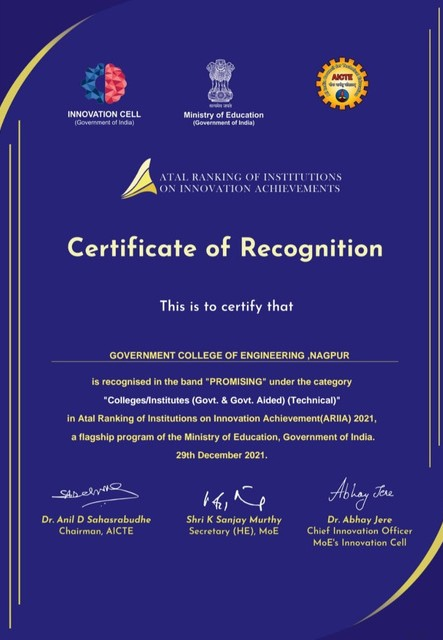 INNOVATION CELL
(Government of India)
Ministry of Education
(Government of India)
AICTE
ATAL RANKING OF INSTITUTIONS
ON INNOVATION ACHIEVEMENTS
Certificate of Recognition
This is to certify that
GOVERNMENT COLLEGE OF ENGINEERING ,NAGPUR
is recognised in the band "PROMISING" under the category
"Colleges/Institutes (Govt. & Govt. Aided) (Technical)"
in Atal Ranking of Institutions on Innovation Achievement(ARIIA) 2021,
a flagship program of the Ministry of Education, Government of India.
29th December 2021.
Abhay Jere
Dr. Anil D Sahasrabudhe
Chairman, AICTE
Shri K Sanjay Murthy
Secretary (HE), MoE
Dr. Abhay Jere
Chief Innovation Officer
MoE's Innovation Cell